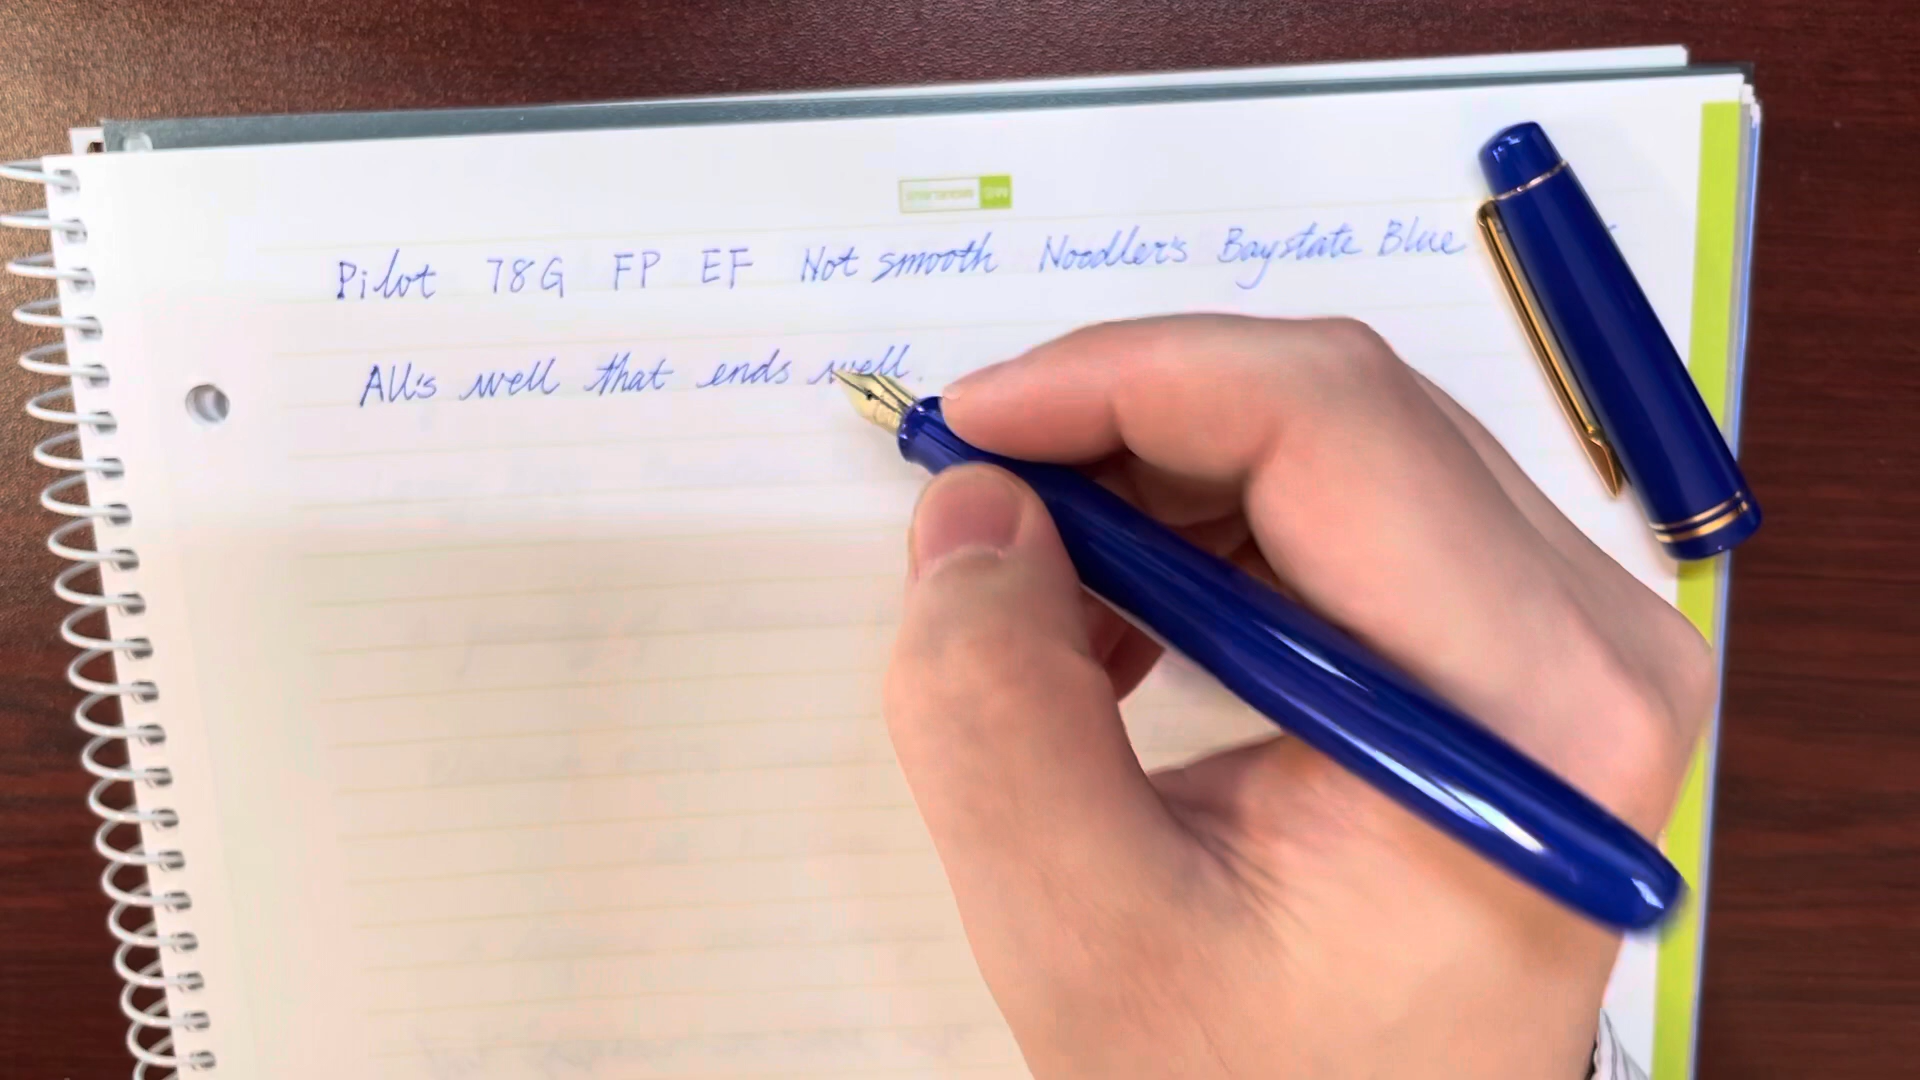 Pilot 78G FP EF Not smooth Noodler's Baystate Blue
All's well that ends well.